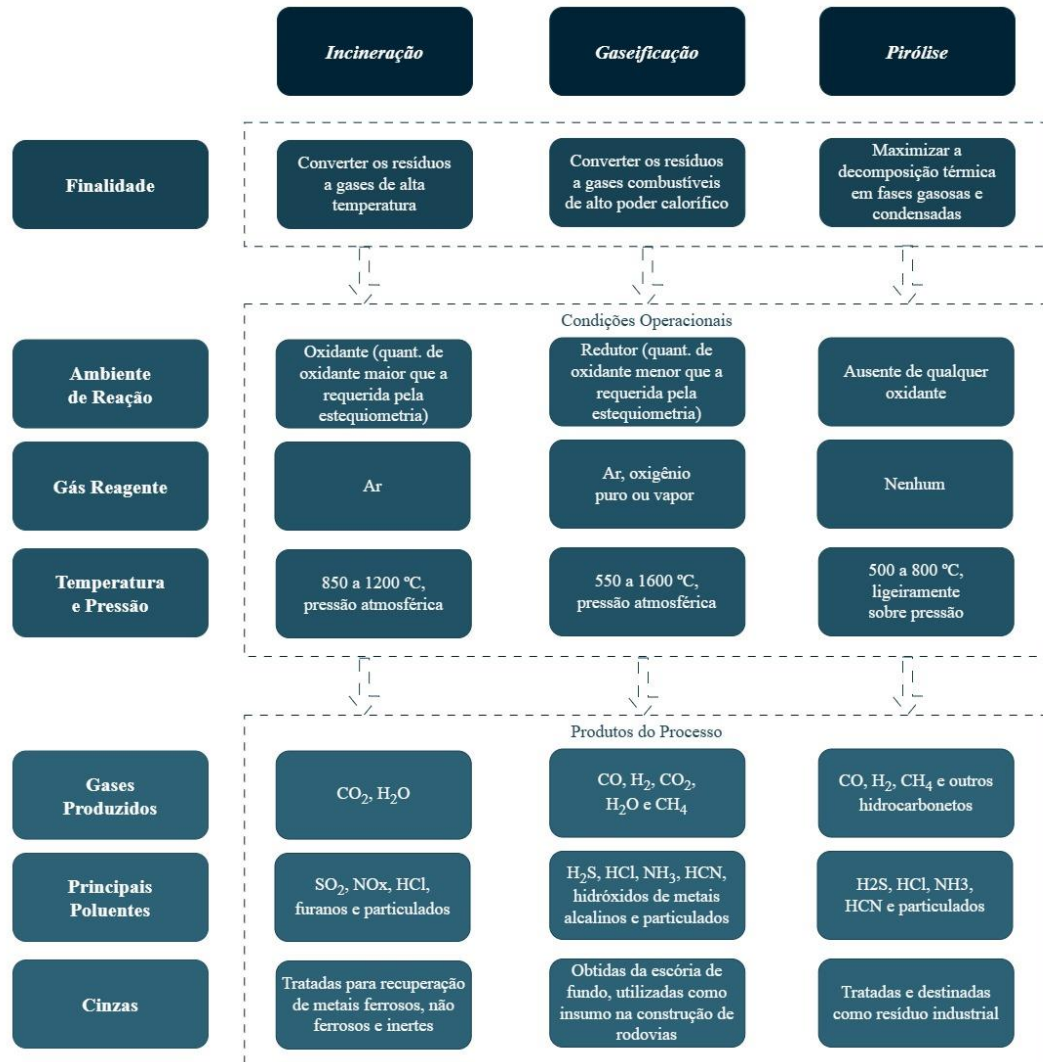 Incineração
Gaseificação
Pirólise
Finalidade
Converter os resíduos
a gases de alta
temperatura
Converter os resíduos
a gases combustíveis
de alto poder calorífico
Maximizar a
decomposição térmica
em fases gasosas e
condensadas
Condições Operacionais
Ambiente
de Reação
Oxidante (quant. de
oxidante maior que a
requerida pela
estequiometria)
Redutor (quant. de
oxidante menor que a
requerida pela
estequiometria)
Ausente de qualquer
oxidante
Gás Reagente
Ar
Ar, oxigênio
puro ou vapor
Nenhum
Temperatura
e Pressão
850 a 1200 ºC,
pressão atmosférica
550 a 1600 ºC,
pressão atmosférica
500 a 800 ºC,
ligeiramente
sobre pressão
Produtos do Processo
Gases
Produzidos
CO₂, H₂O
CO, H₂, CO₂,
H₂O e CH₄
CO, H₂, CH₄ e outros
hidrocarbonetos
Principais
Poluentes
SO₂, NOx, HCl,
furanos e particulados
H₂S, HCl, NH₃, HCN,
hidróxidos de metais
alcalinos e particulados
H2S, HCl, NH3,
HCN e particulados
Cinzas
Tratadas para recuperação
de metais ferrosos, não
ferrosos e inertes
Obtidas da escória de
fundo, utilizadas como
insumo na construção de
rodovias
Tratadas e destinadas
como resíduo industrial